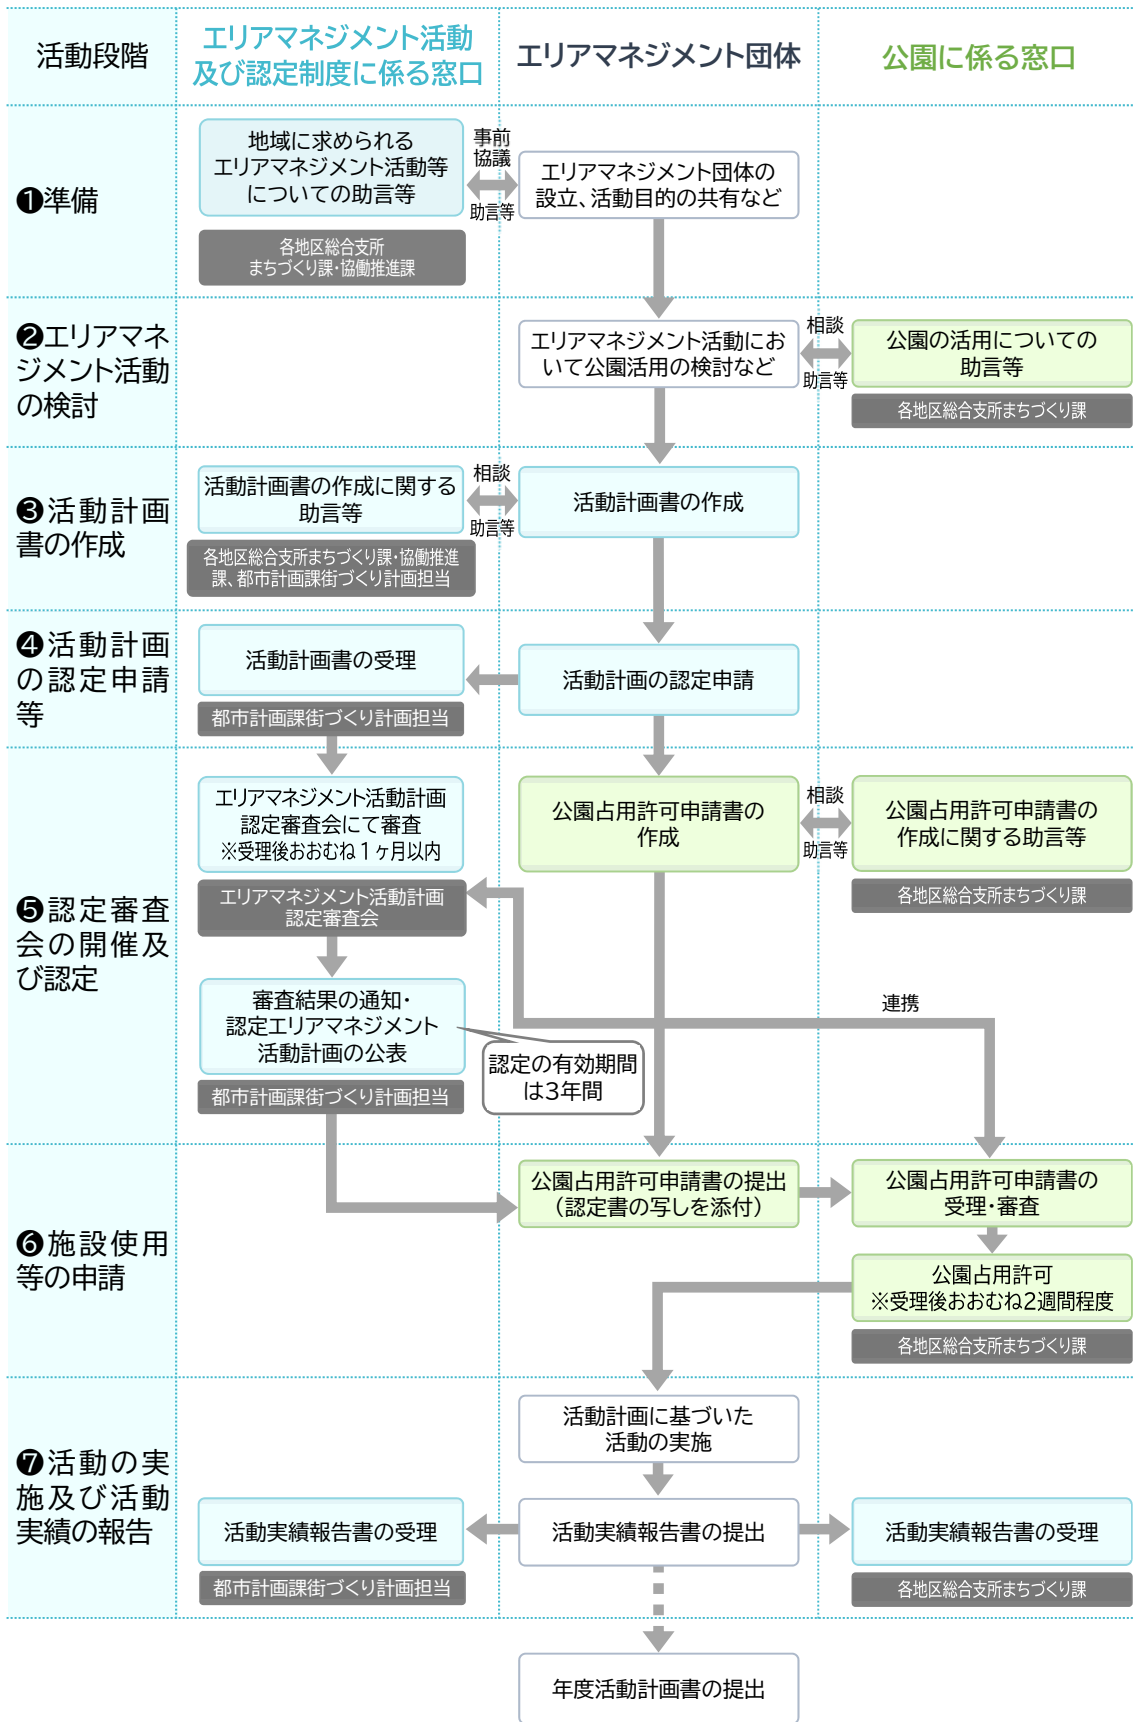 活動段階
エリアマネジメント活動
及び認定制度に係る窓口
エリアマネジメント団体
公園に係る窓口
❶準備
地域に求められる
エリアマネジメント活動等
についての助言等
各地区総合支所
まちづくり課・協働推進課
事前
協議
助言等
エリアマネジメント団体の
設立、活動目的の共有など
❷エリアマネ
ジメント活動
の検討
エリアマネジメント活動にお
いて公園活用の検討など
相談
助言等
公園の活用についての
助言等
各地区総合支所まちづくり課
❸活動計画
書の作成
活動計画書の作成に関する
助言等
各地区総合支所まちづくり課・協働推進
課、都市計画課街づくり計画担当
相談
助言等
活動計画書の作成
❹活動計画
の認定申請
等
活動計画書の受理
都市計画課街づくり計画担当
活動計画の認定申請
❺認定審査
会の開催及
び認定
エリアマネジメント活動計画
認定審査会にて審査
※受理後おおむね1ヶ月以内
エリアマネジメント活動計画
認定審査会
審査結果の通知・
認定エリアマネジメント
活動計画の公表
都市計画課街づくり計画担当
認定の有効期間
は3年間
公園占用許可申請書の
作成
相談
助言等
公園占用許可申請書の
作成に関する助言等
各地区総合支所まちづくり課
連携
❻施設使用
等の申請
公園占用許可申請書の提出
（認定書の写しを添付）
公園占用許可申請書の
受理・審査
公園占用許可
※受理後おおむね2週間程度
各地区総合支所まちづくり課
❼活動の実
施及び活動
実績の報告
活動計画に基づいた
活動の実施
活動実績報告書の受理
都市計画課街づくり計画担当
活動実績報告書の提出
活動実績報告書の受理
各地区総合支所まちづくり課
年度活動計画書の提出